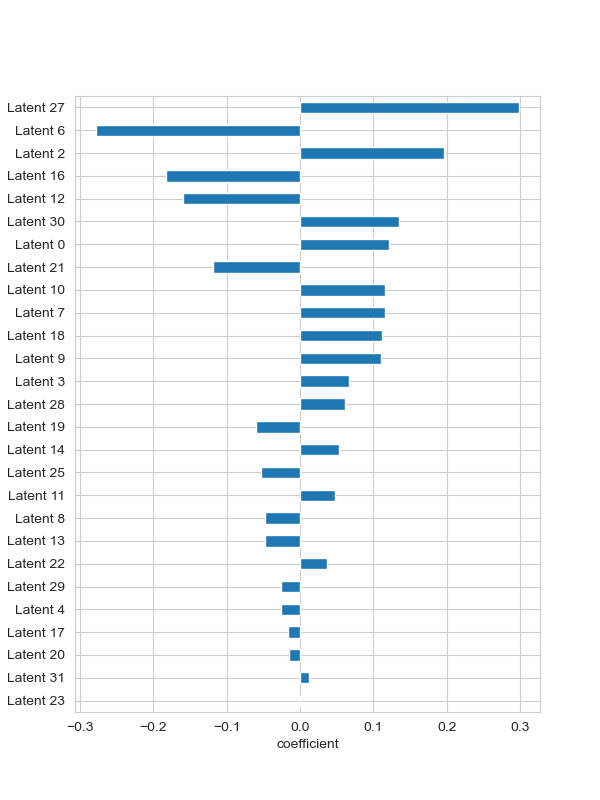 Latent 27
Latent 6
Latent 2
Latent 16
Latent 12
Latent 30
Latent 0
Latent 21
Latent 10
Latent 7
Latent 18
Latent 9
Latent 3
Latent 28
Latent 19
Latent 14
Latent 25
Latent 11
Latent 8
Latent 13
Latent 22
Latent 29
Latent 4
Latent 17
Latent 20
Latent 31
Latent 23
−0.3 −0.2 −0.1 0.0 0.1 0.2 0.3
coefficient